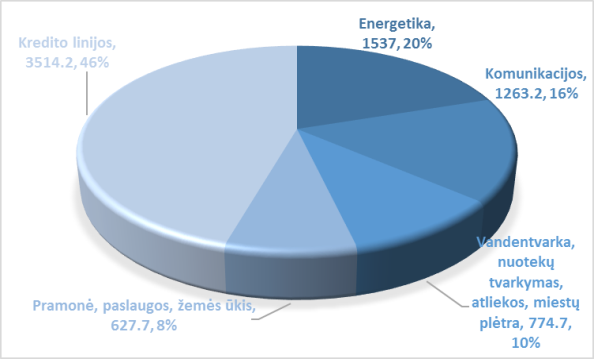 Energetika,
1537, 20%
Komunikacijos,
1263.2, 16%
Vandentvarka,
nuotekų
tvarkymas,
atliekos, miestų
plėtra, 774.7,
10%
Pramonė, paslaugos, žemės ūkis,
627.7, 8%
Kredito linijos,
3514.2, 46%